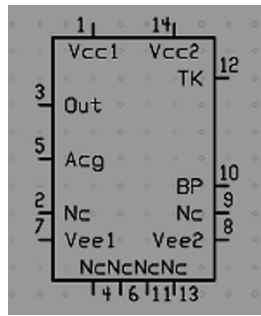 1 14
Vcc1 Vcc2
TK 12
3 Out
5 Acg
BP 10
2 Nc Nc 9
7 Vee1 Vee2 8
NcNcNcNc
4 6 11 13